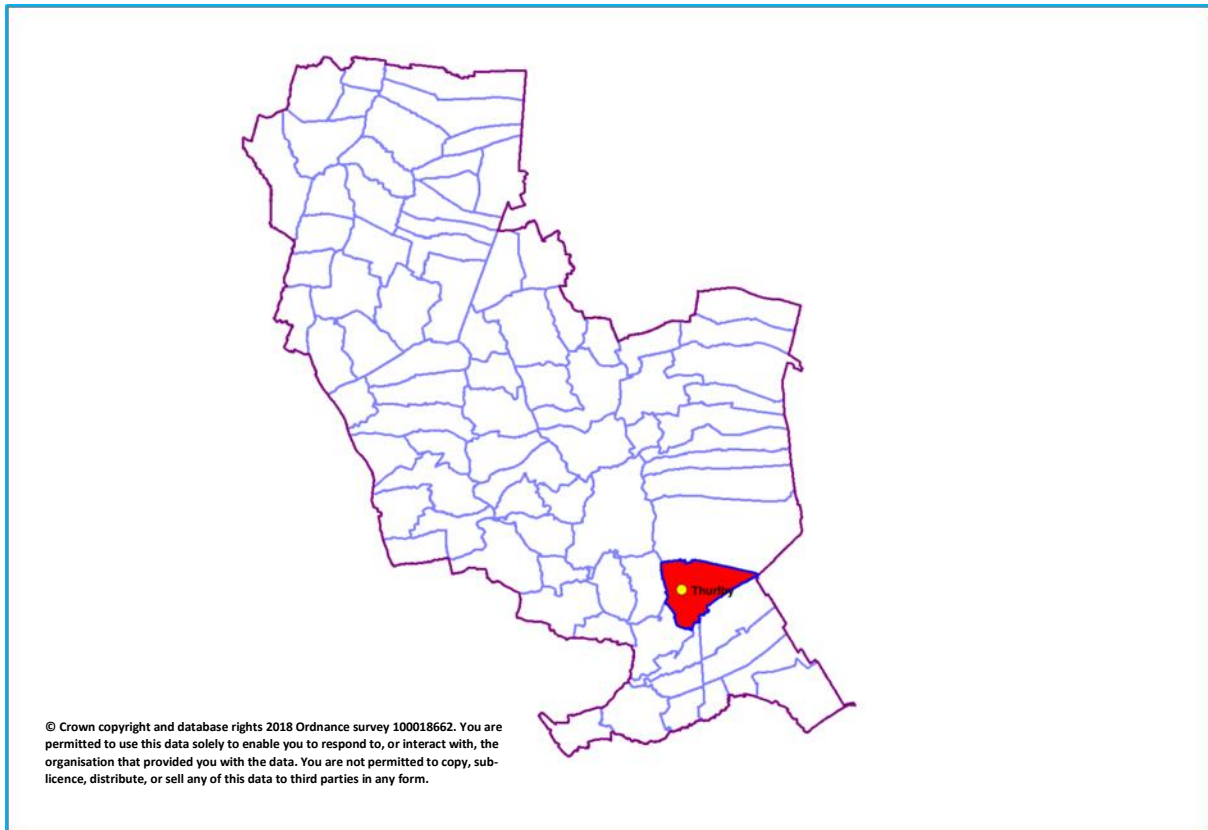 Thurlby
© Crown copyright and database rights 2018 Ordnance survey 100018662. You are
permitted to use this data solely to enable you to respond to, or interact with, the
organisation that provided you with the data. You are not permitted to copy, sub-
licence, distribute, or sell any of this data to third parties in any form.